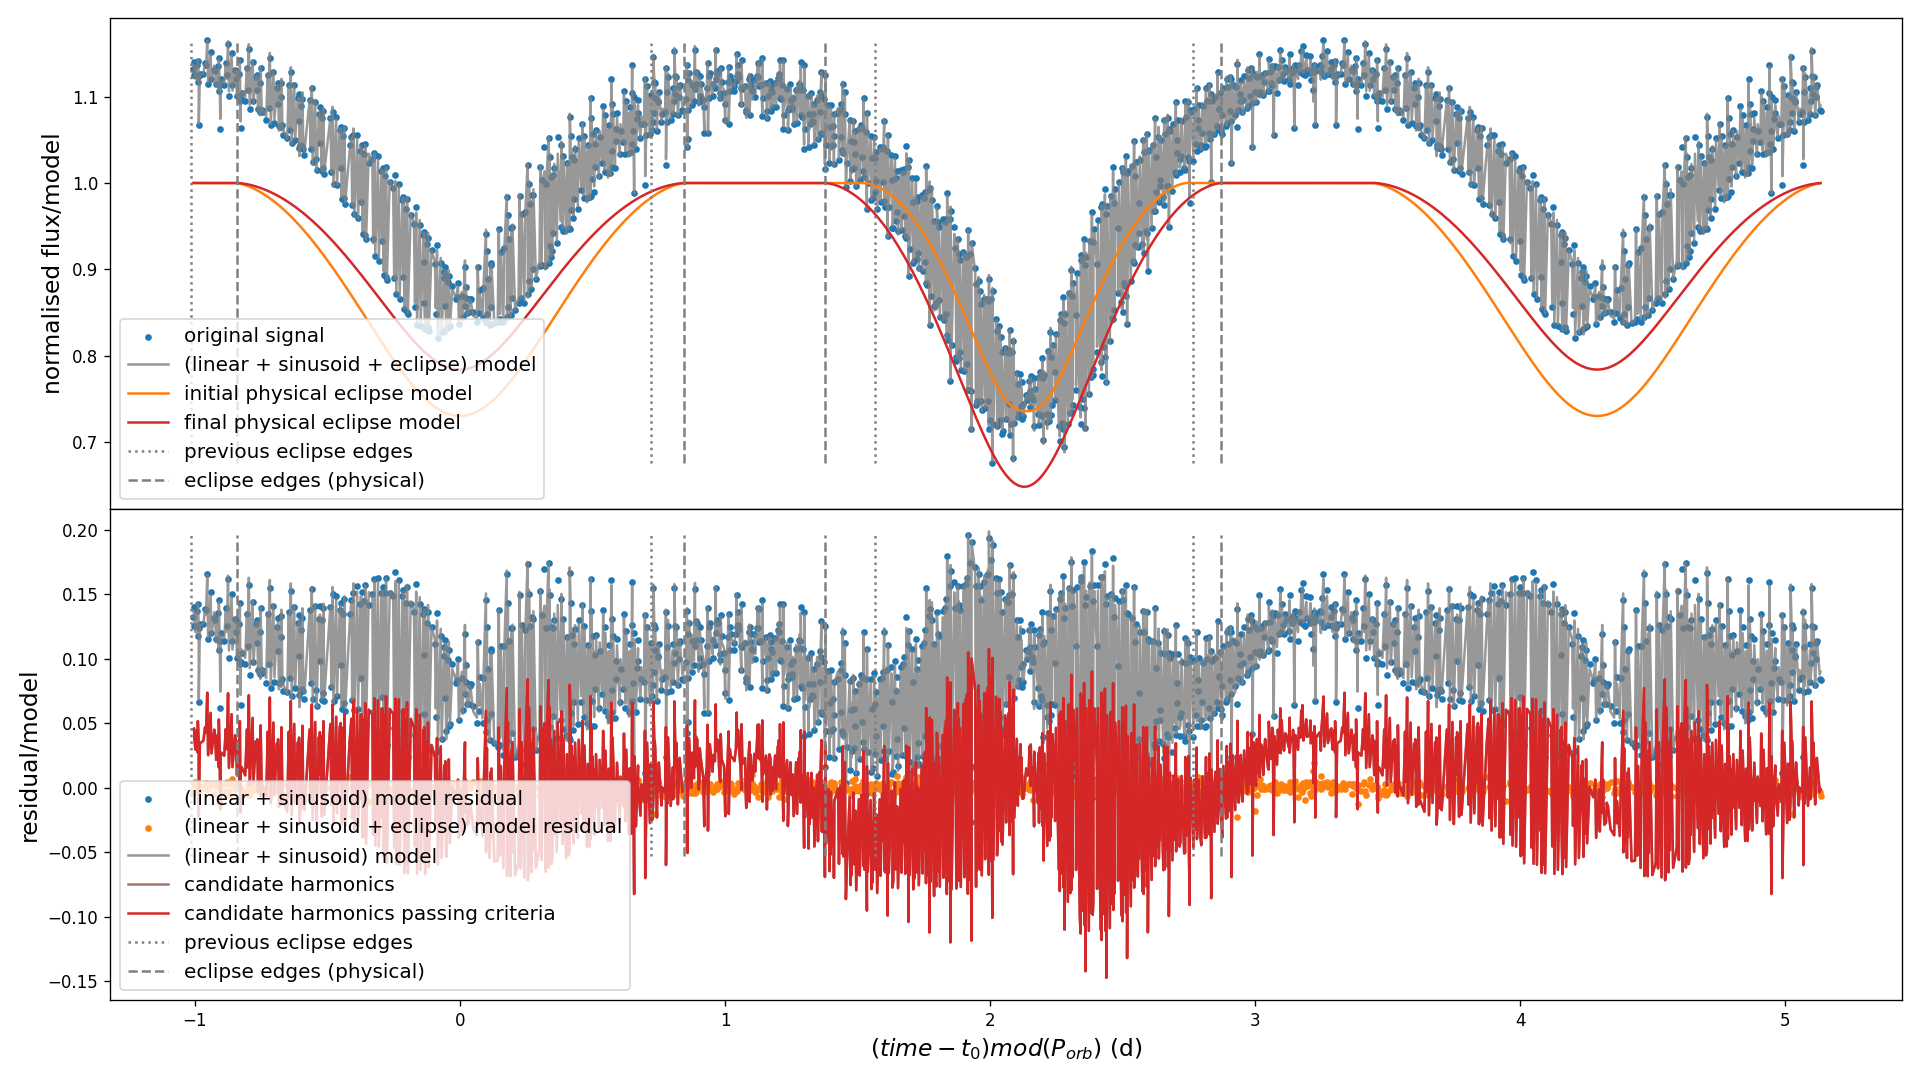 normalised flux/model
1.1
1.0
0.9
0.8
0.7
original signal
(linear + sinusoid + eclipse) model
initial physical eclipse model
final physical eclipse model
previous eclipse edges
eclipse edges (physical)
residual/model
0.20
0.15
0.10
0.05
0.00
−0.05
−0.10
−0.15
(linear + sinusoid) model residual
(linear + sinusoid + eclipse) model residual
(linear + sinusoid) model
candidate harmonics
candidate harmonics passing criteria
previous eclipse edges
eclipse edges (physical)
−1 0 1 2 3 4 5
(time − t₀)mod(Pₒᵣb) (d)